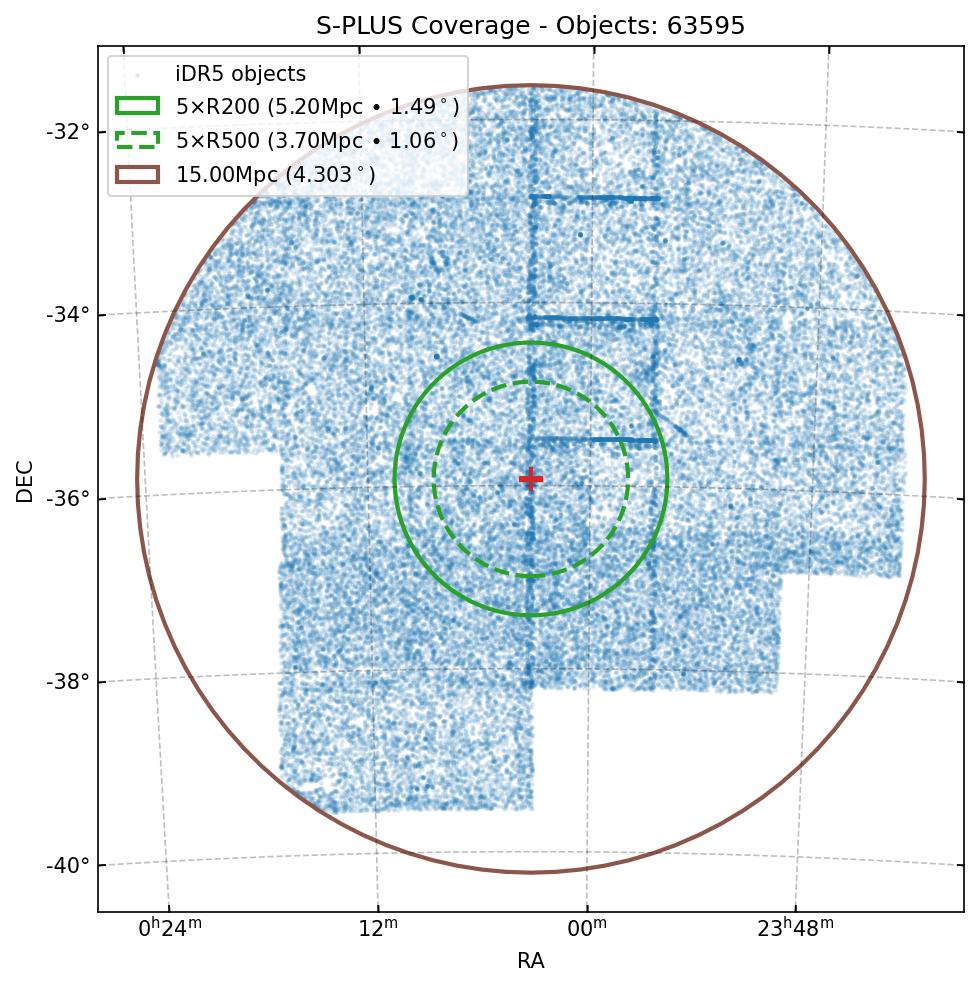 S-PLUS Coverage - Objects: 63595
iDR5 objects
5×R200 (5.20Mpc • 1.49°)
5×R500 (3.70Mpc • 1.06°)
15.00Mpc (4.303°)
-32°
-34°
-36°
-38°
-40°
DEC
0ʰ24ᵐ 12ᵐ 00ᵐ 23ʰ48ᵐ
RA